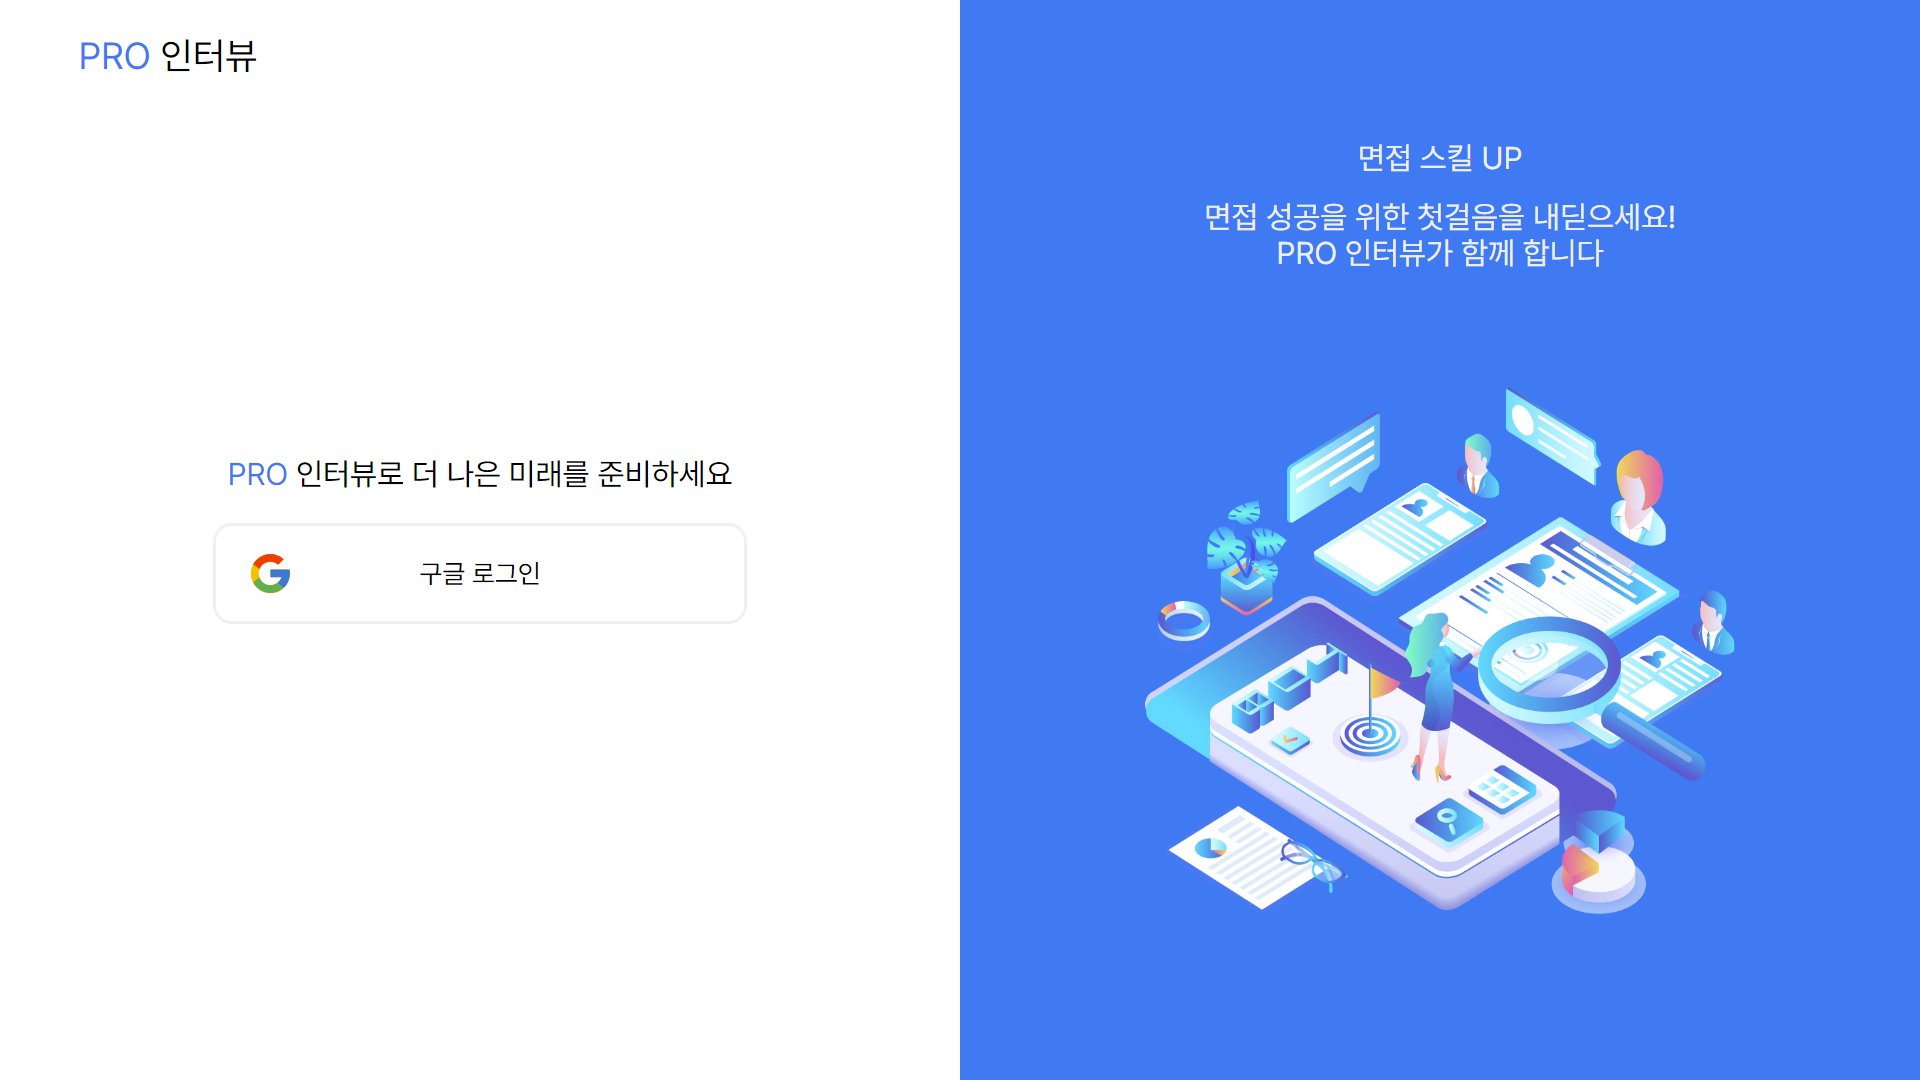 PRO 인터뷰
PRO 인터뷰로 더 나은 미래를 준비하세요
구글 로그인
면접 스킬 UP
면접 성공을 위한 첫걸음을 내딛으세요!
PRO 인터뷰가 함께 합니다